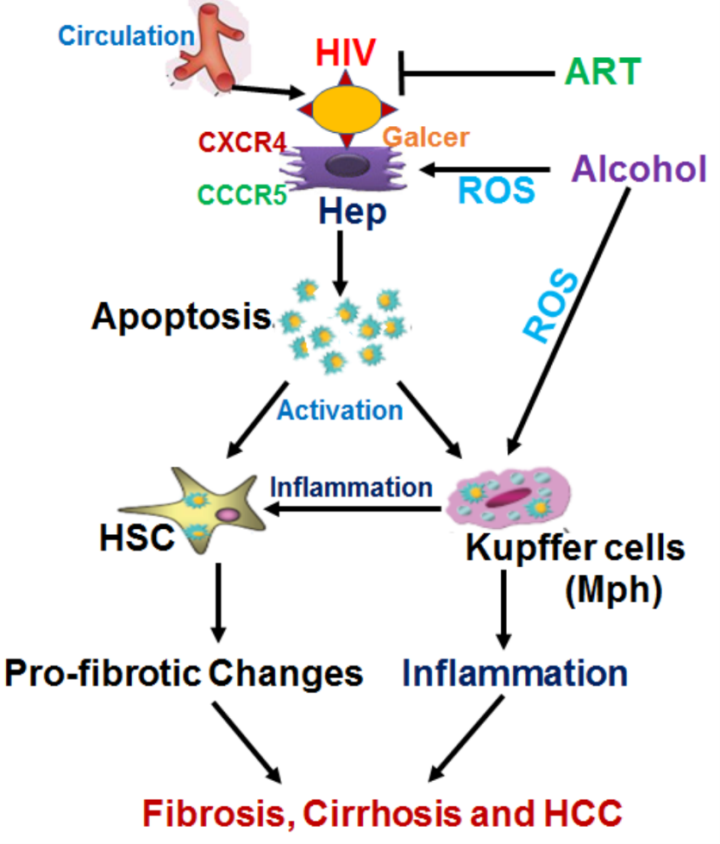 Circulation
HIV
ART
CXCR4
Galcer
Alcohol
CCCR5
ROS
Hep
ROS
Apoptosis
Activation
Inflammation
HSC
Kupffer cells
(Mph)
Pro-fibrotic Changes
Inflammation
Fibrosis, Cirrhosis and HCC